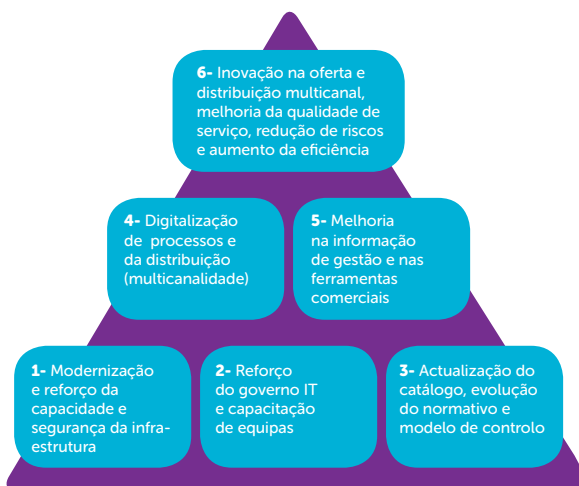 6- Inovação na oferta e
distribuição multicanal,
melhoria da qualidade de
serviço, redução de riscos
e aumento da eficiência
4- Digitalização
de processos e
da distribuição
(multicanalidade)
5- Melhoria
na informação
de gestão e nas
ferramentas
comerciais
1- Modernização
e reforço da
capacidade e
segurança da infra-
estrutura
2- Reforço
do governo IT
e capacitação
de equipas
3- Actualização do
catálogo, evolução
do normativo e
modelo de controlo